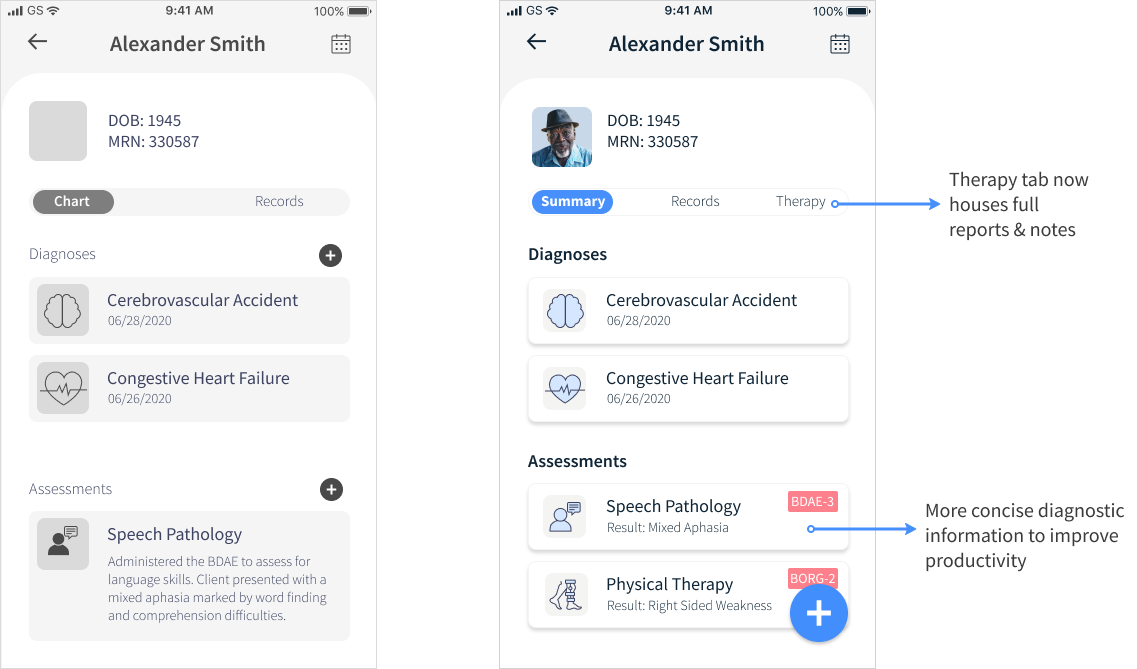 GS 9:41 AM 100%
Alexander Smith
DOB: 1945
MRN: 330587
Chart Records
Diagnoses
Cerebrovascular Accident
06/28/2020
Congestive Heart Failure
06/26/2020
Assessments
Speech Pathology
Administered the BDAE to assess for
language skills. Client presented with a
mixed aphasia marked by word finding
and comprehension difficulties.
GS 9:41 AM 100%
Alexander Smith
DOB: 1945
MRN: 330587
Summary Records Therapy
Diagnoses
Cerebrovascular Accident
06/28/2020
Congestive Heart Failure
06/26/2020
Assessments
Speech Pathology BDAE-3
Result: Mixed Aphasia
Physical Therapy BORG-2
Result: Right Sided Weakness
Therapy tab now
houses full
reports & notes
More concise diagnostic
information to improve
productivity